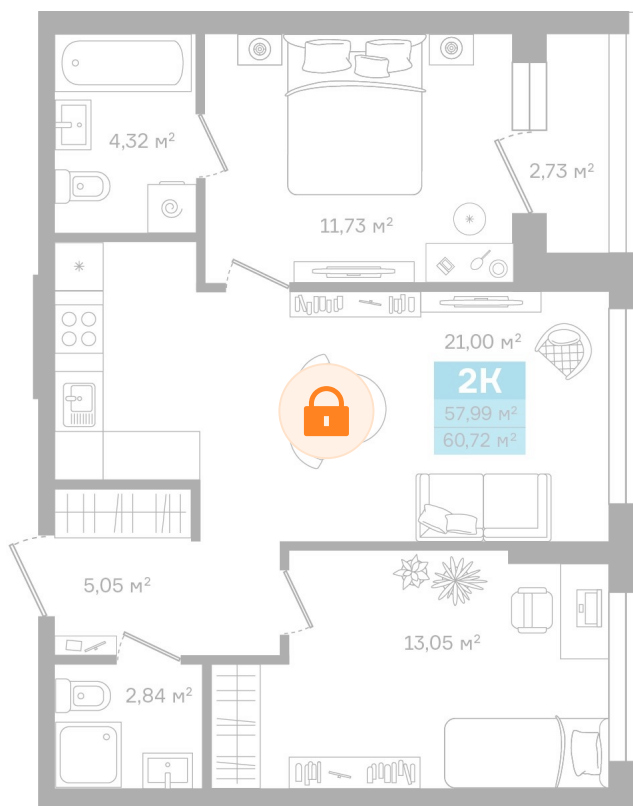 4,32 м²
2,73 м²
11,73 м²
21,00 м²
2К
57,99 м²
60,72 м²
5,05 м²
13,05 м²
2,84 м²